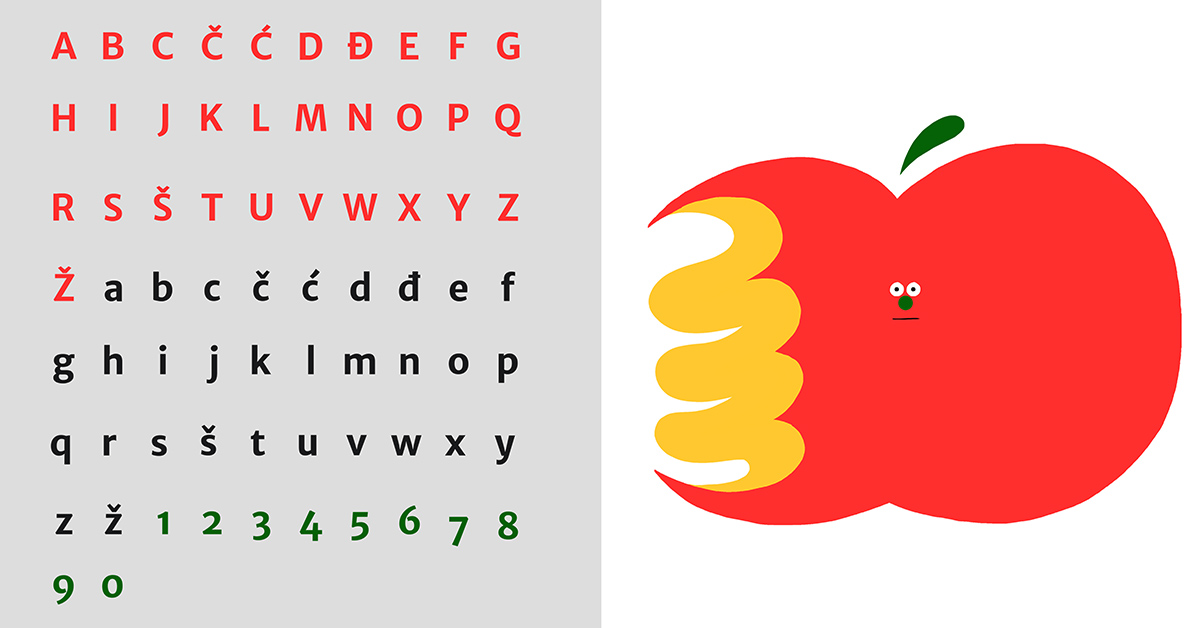 A B C Č Ć D Đ E F G
H I J K L M N O P Q
R S Š T U V W X Y Z
Ž a b c č ć d đ e f
g h i j k l m n o p
q r s š t u v w x y
z ž 1 2 3 4 5 6 7 8
9 0